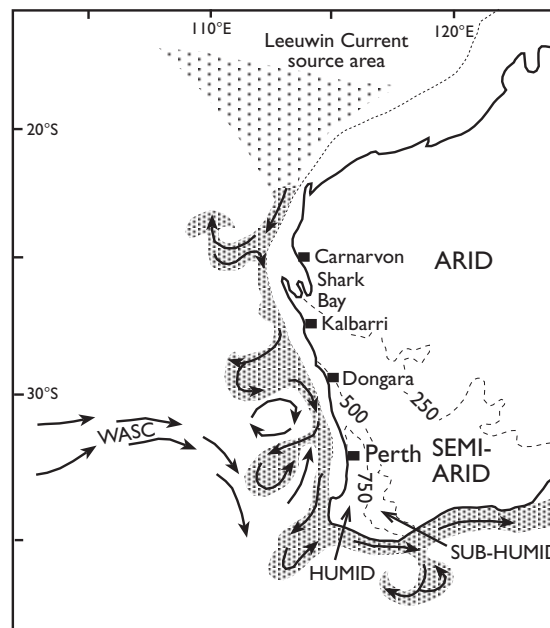 110°E
120°E
Leeuwin Current
source area
20°S
Carnarvon
Shark
Bay
ARID
Kalbarri
30°S
Dongara
500
250
WASC
Perth
SEMI-
ARID
750
SUB-HUMID
HUMID